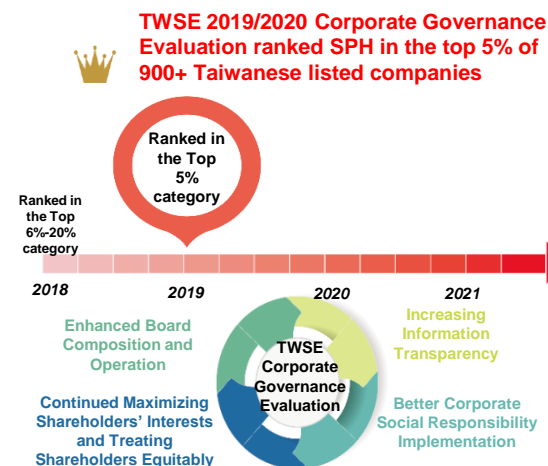 TWSE 2019/2020 Corporate Governance
Evaluation ranked SPH in the top 5% of
900+ Taiwanese listed companies
Ranked in
the Top
5%
category
Ranked in
the Top
6%-20%
category
2018
2019
2020
2021
Enhanced Board
Composition and
Operation
Increasing
Information
Transparency
TWSE
Corporate
Governance
Evaluation
Continued Maximizing
Shareholders' Interests
and Treating
Shareholders Equitably
Better Corporate
Social Responsibility
Implementation